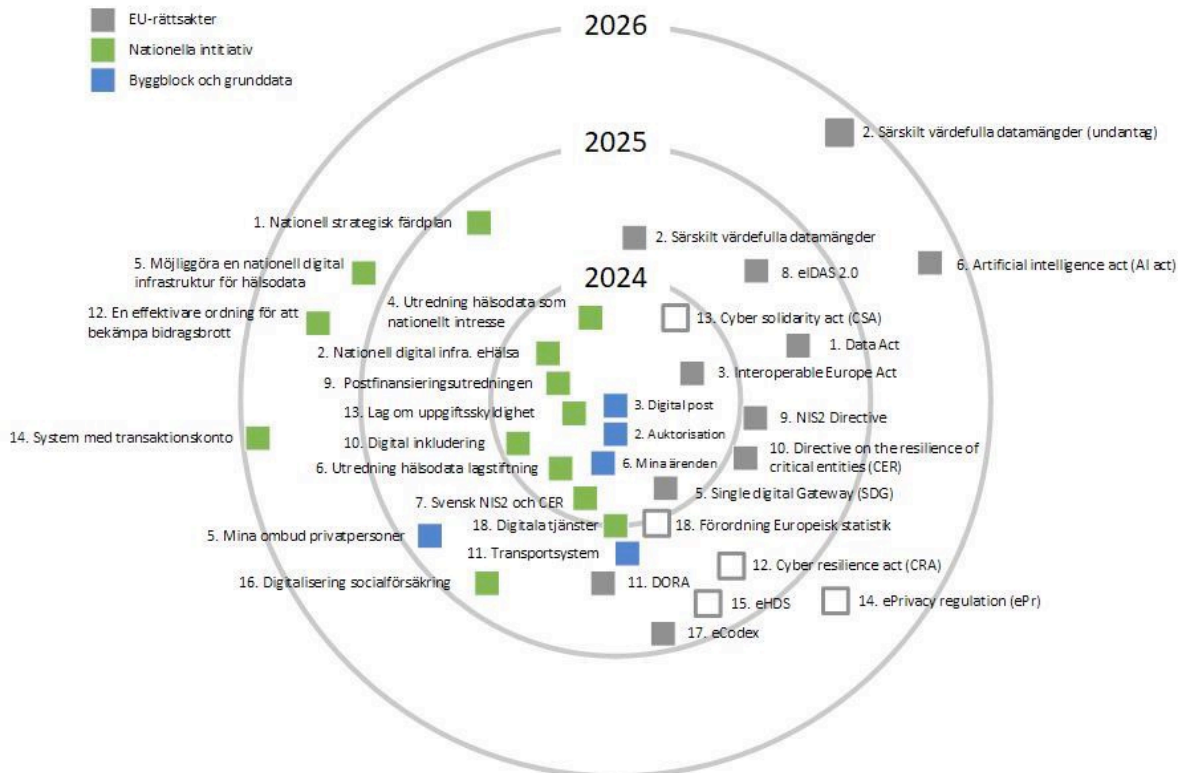 EU-rättsakter
Nationella intitiativ
Byggblock och grunddata
2026
2. Särskilt värdefulla datamängder (undantag)
2025
1. Nationell strategisk färdplan
2. Särskilt värdefulla datamängder
5. Möjliggöra en nationell digital
infrastruktur för hälsodata
8. eIDAS 2.0
6. Artificial intelligence act (AI act)
2024
12. En effektivare ordning för att
bekämpa bidragsbrott
4. Utredning hälsodata som
nationellt intresse
13. Cyber solidarity act (CSA)
1. Data Act
2. Nationell digital infra. eHälsa
3. Interoperable Europe Act
9. Postfinansieringsutredningen
3. Digital post
13. Lag om uppgiftsskyldighet
9. NIS2 Directive
14. System med transaktionskonto
10. Digital inkludering
2. Auktorisation
10. Directive on the resilience of
critical entities (CER)
6. Utredning hälsodata lagstiftning
6. Mina ärenden
7. Svensk NIS2 och CER
5. Single digital Gateway (SDG)
18. Digitala tjänster
18. Förordning Europeisk statistik
5. Mina ombud privatpersoner
11. Transportsystem
12. Cyber resilience act (CRA)
16. Digitalisering socialförsäkring
11. DORA
15. eHDS
14. ePrivacy regulation (ePr)
17. eCodex